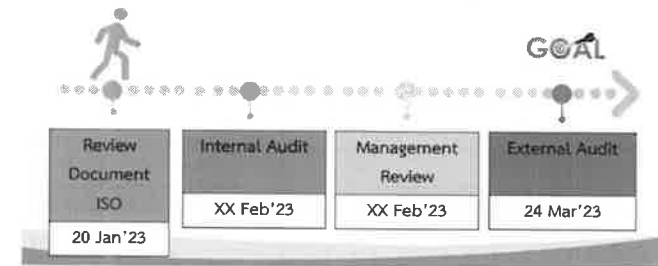 GOAL
Review
Document
ISO
20 Jan'23
Internal Audit
XX Feb'23
Management
Review
XX Feb'23
External Audit
24 Mar'23